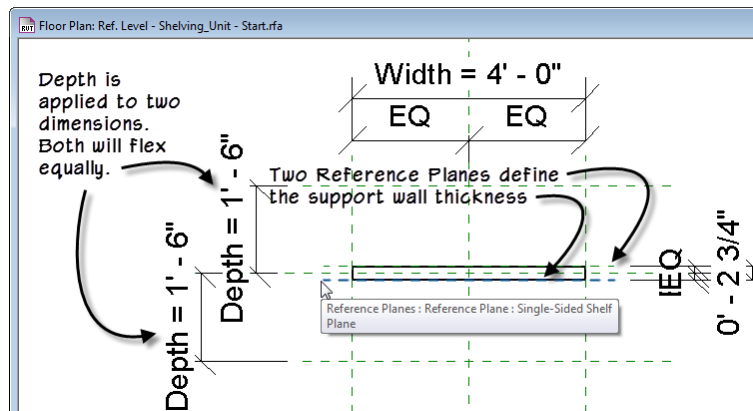 Floor Plan: Ref. Level - Shelving_Unit - Start.rfa
Depth is
applied to two
dimensions.
Both will flex
equally.
Width = 4' - 0"
EQ EQ
Depth = 1' - 6"
Two Reference Planes define
the support wall thickness
Depth = 1' - 6"
EQ
0' - 2 3/4"
Reference Planes : Reference Plane : Single-Sided Shelf
Plane